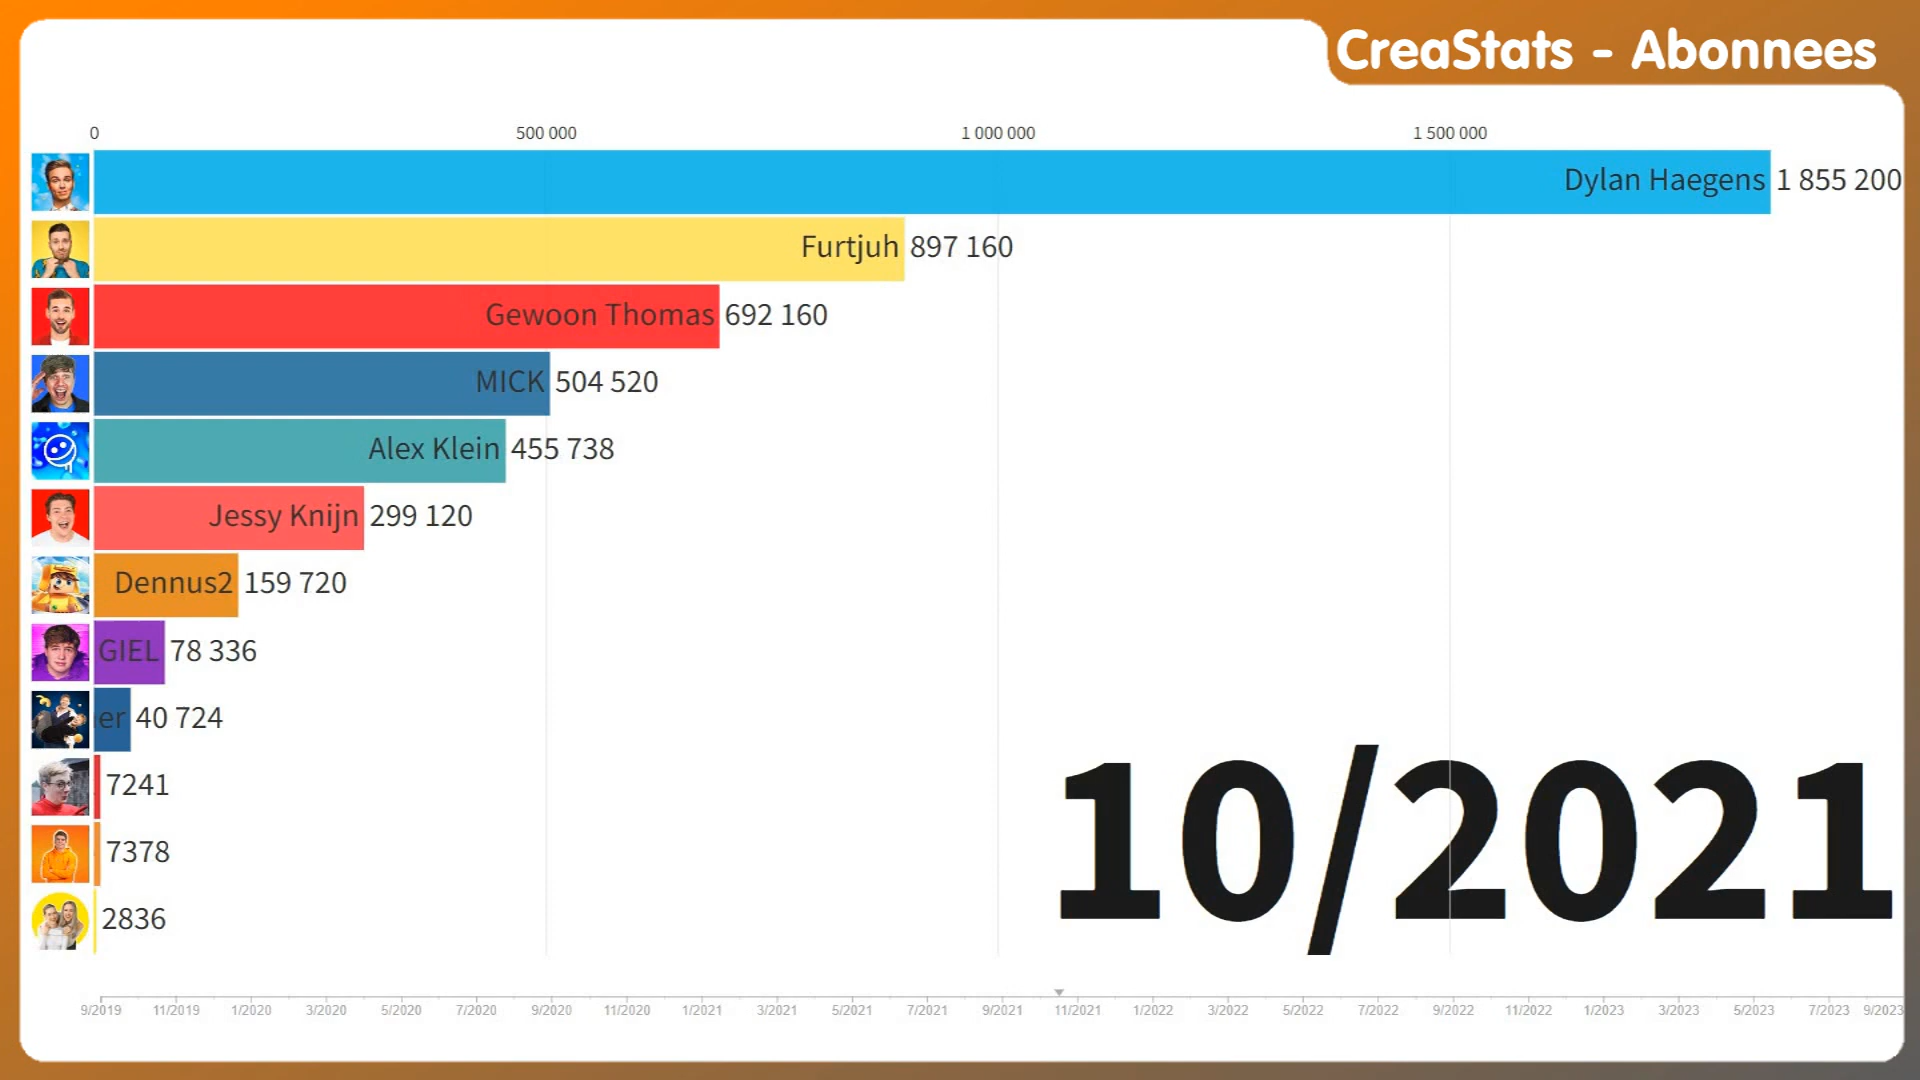 CreaStats - Abonnees
0 500 000 1 000 000 1 500 000
Dylan Haegens 1 855 200
Furtjuh 897 160
Gewoon Thomas 692 160
MICK 504 520
Alex Klein 455 738
Jessy Knijn 299 120
Dennus2 159 720
GIEL 78 336
er 40 724
7241
7378
2836
10/2021
9/2019 11/2019 1/2020 3/2020 5/2020 7/2020 9/2020 11/2020 1/2021 3/2021 5/2021 7/2021 9/2021 11/2021 1/2022 3/2022 5/2022 7/2022 9/2022 11/2022 1/2023 3/2023 5/2023 7/2023 9/2023